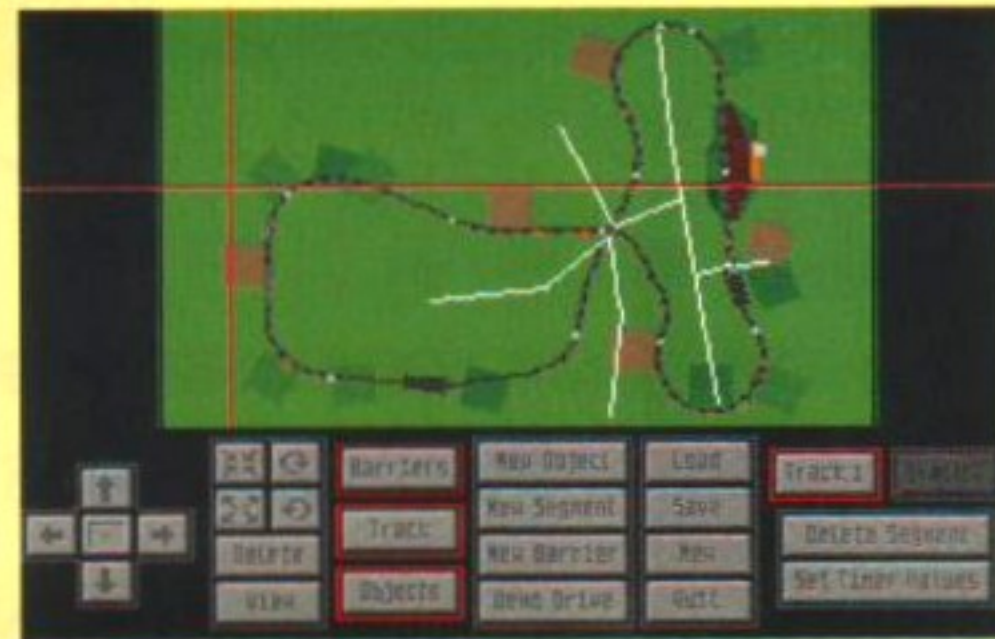 Barriers
Track
Objects
Delete
View
New Object
New Segment
New Barrier
Demo Drive
Load
Save
New
Quit
Track 1
Delete Segment
Set Timer Values